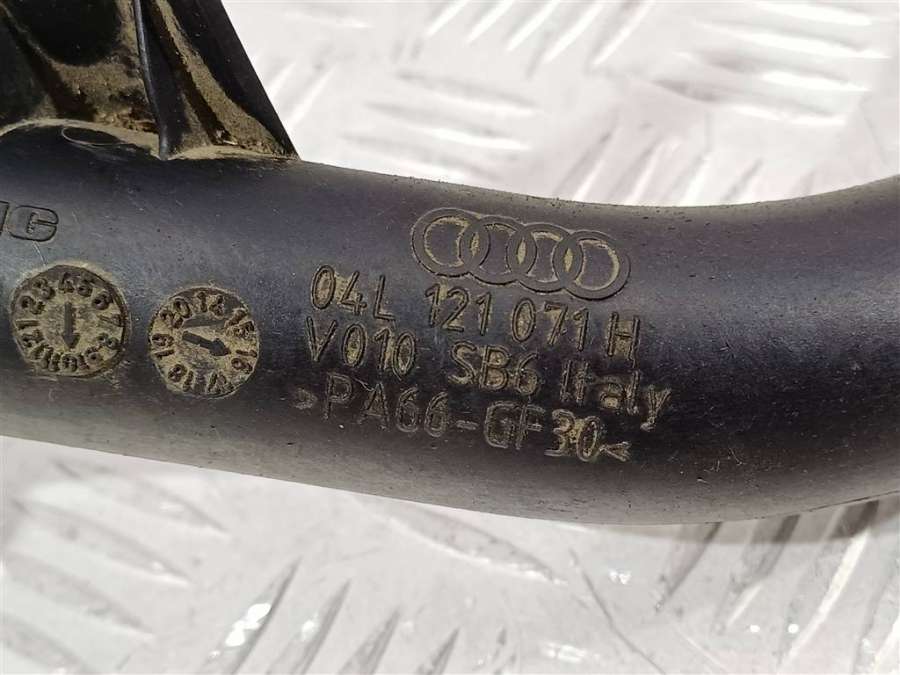 04L 121 071 H
V010 SB6 Italy
>PA66-GF30<